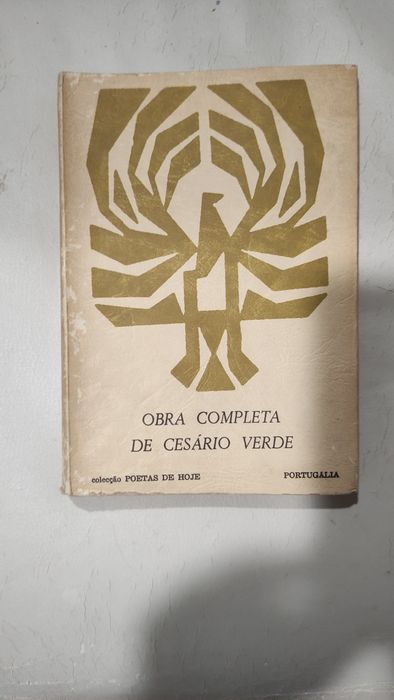 OBRA COMPLETA
DE CESÁRIO VERDE
colecção POETAS DE HOJE PORTUGÁLIA